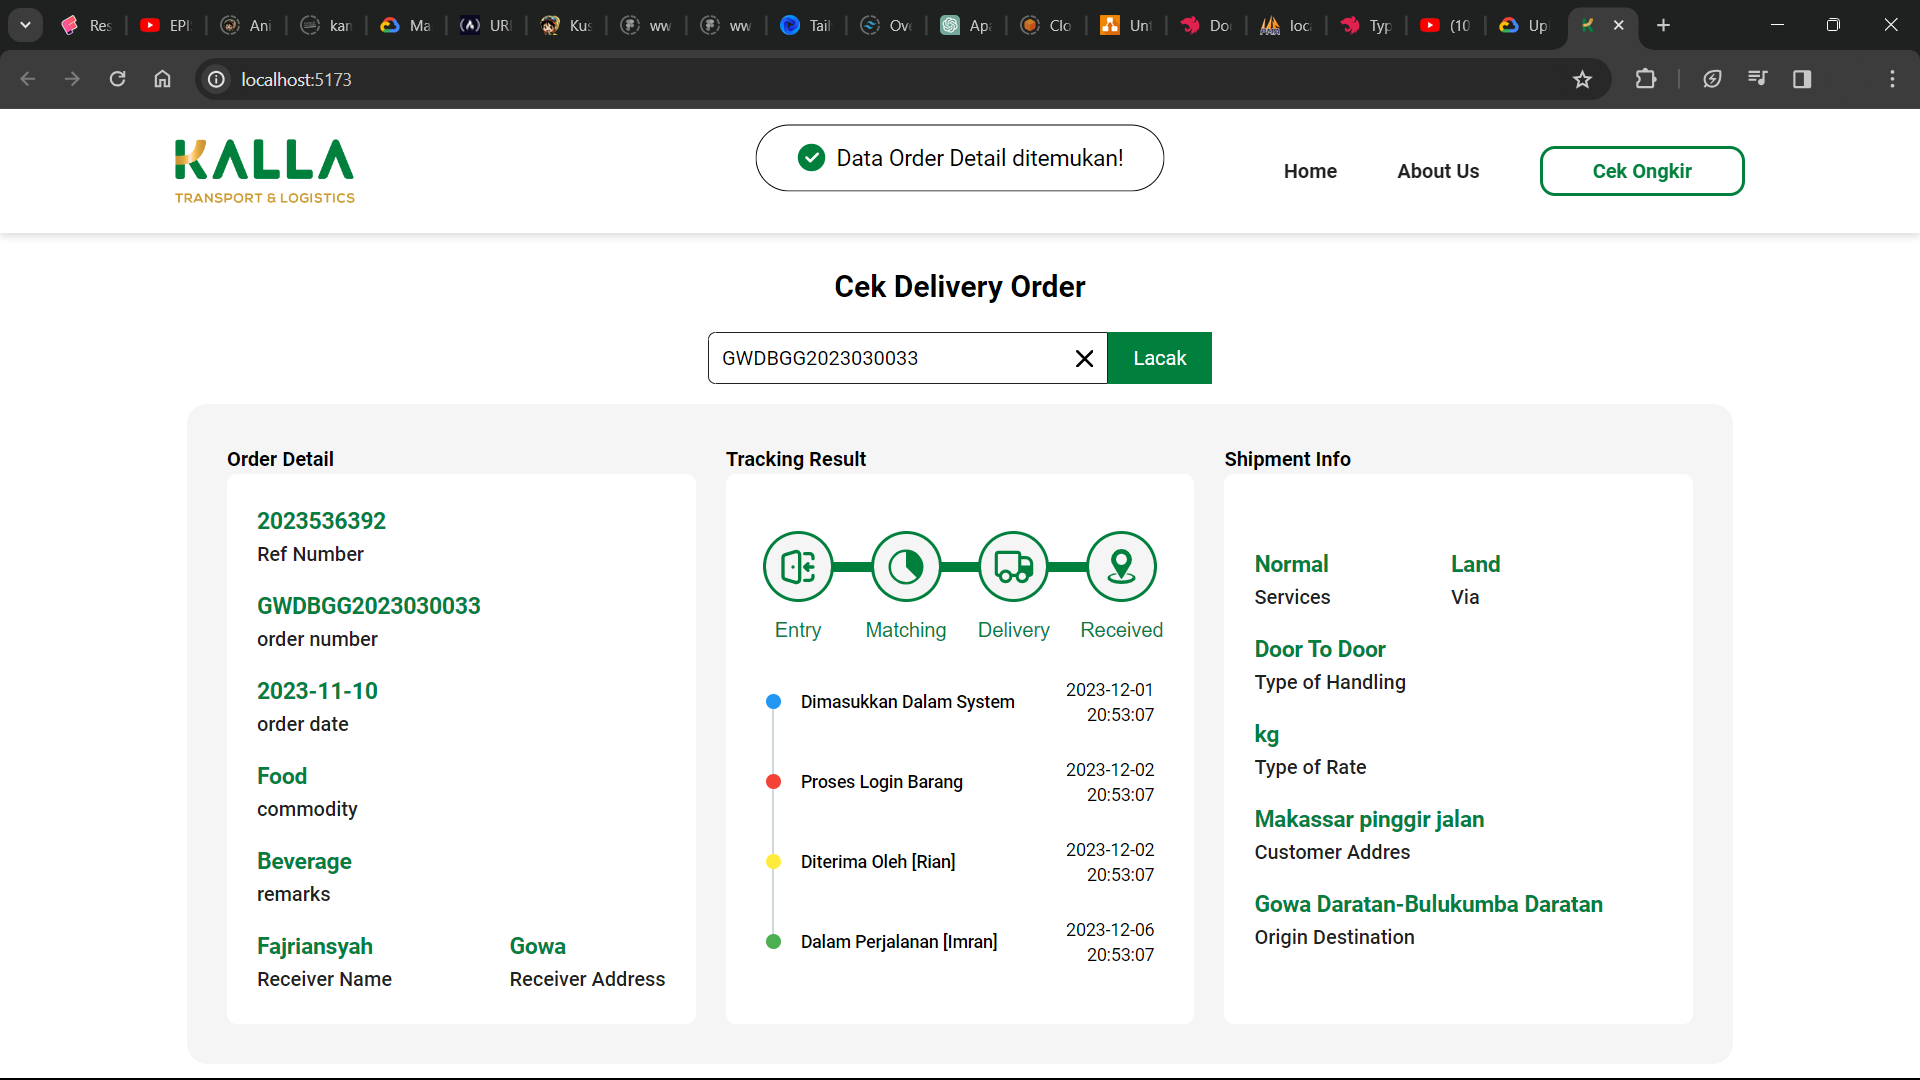 Res
EPI
Ani
kan
Ma
URI
Kus
ww
ww
Tail
Ove
Apa
Clo
Unt
Doc
loca
Typ
(10
Upl
localhost:5173
KALLA
TRANSPORT & LOGISTICS
Data Order Detail ditemukan!
Home
About Us
Cek Ongkir
Cek Delivery Order
GWDBGG2023030033
Lacak
Order Detail
2023536392
Ref Number
GWDBGG2023030033
order number
2023-11-10
order date
Food
commodity
Beverage
remarks
Fajriansyah
Receiver Name
Gowa
Receiver Address
Tracking Result
Entry
Matching
Delivery
Received
Dimasukkan Dalam System
2023-12-01
20:53:07
Proses Login Barang
2023-12-02
20:53:07
Diterima Oleh [Rian]
2023-12-02
20:53:07
Dalam Perjalanan [Imran]
2023-12-06
20:53:07
Shipment Info
Normal
Services
Land
Via
Door To Door
Type of Handling
kg
Type of Rate
Makassar pinggir jalan
Customer Addres
Gowa Daratan-Bulukumba Daratan
Origin Destination